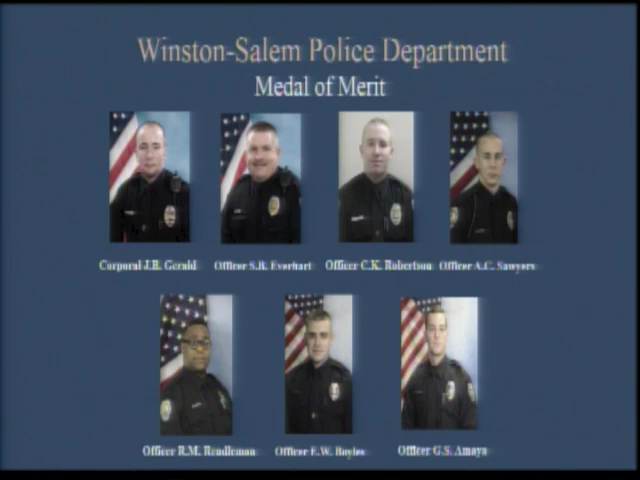 Winston-Salem Police Department
Medal of Merit
Corporal J.B. Gerald Officer S.B. Everhart Officer C.K. Robertson Officer A.C. Sawyers
Officer R.M. Rendleman Officer E.W. Boyles Officer G.S. Amaya